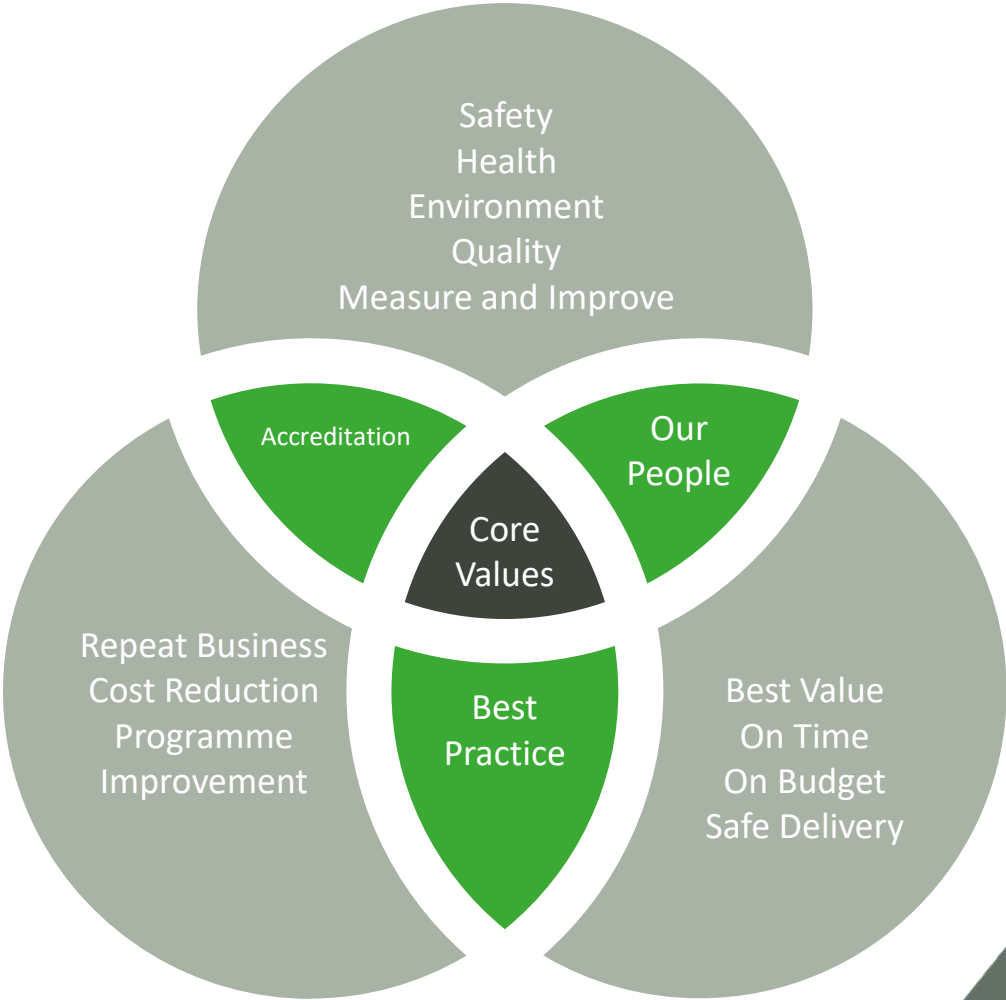 Safety
Health
Environment
Quality
Measure and Improve
Accreditation
Our
People
Core
Values
Repeat Business
Cost Reduction
Programme
Improvement
Best
Practice
Best Value
On Time
On Budget
Safe Delivery